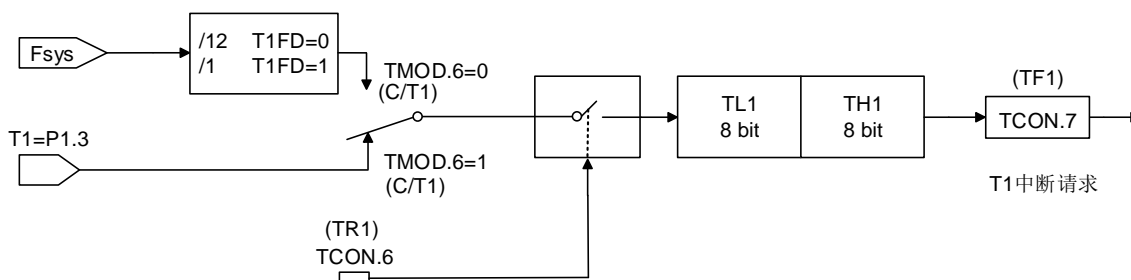 Fsys
/12 T1FD=0
/1 T1FD=1
TMOD.6=0
(C/T1)
T1=P1.3
TMOD.6=1
(C/T1)
(TR1)
TCON.6
TL1
8 bit
TH1
8 bit
(TF1)
TCON.7
T1中断请求